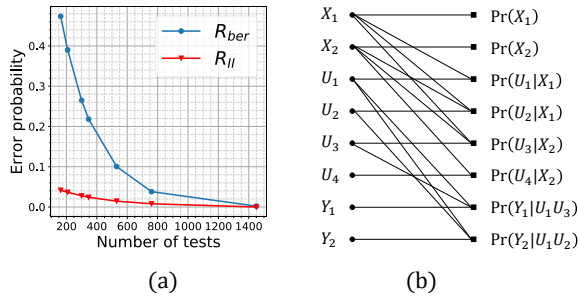 0.4
0.3
0.2
0.1
0.0
200 400 600 800 1000 1200 1400
Error probability
Number of tests
R_ber
R_ll
(a)
X_1 Pr(X_1)
X_2 Pr(X_2)
U_1 Pr(U_1|X_1)
U_2 Pr(U_2|X_1)
U_3 Pr(U_3|X_2)
U_4 Pr(U_4|X_2)
Y_1 Pr(Y_1|U_1U_3)
Y_2 Pr(Y_2|U_1U_2)
(b)